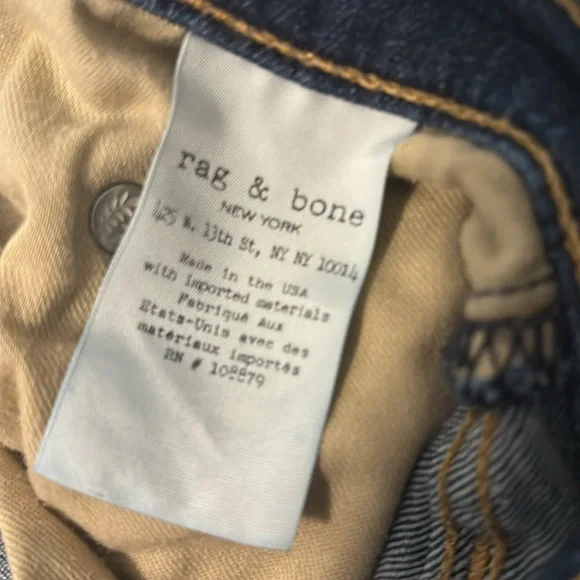 rag & bone
NEW YORK
425 W. 13th St, NY NY 10014
Made in the USA
with Imported materials
Fabriqué Aux
Etats-Unis avec des
matériaux importés
RN # 108879